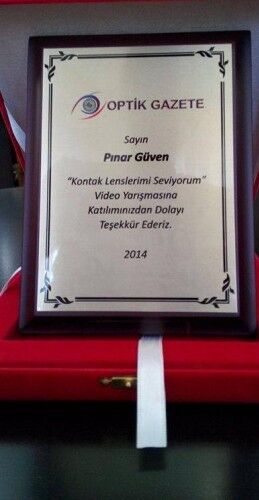 OPTİK GAZETE
Sayın
Pınar Güven
"Kontak Lenslerimi Seviyorum"
Video Yarışmasına
Katılımınızdan Dolayı
Teşekkür Ederiz.
2014